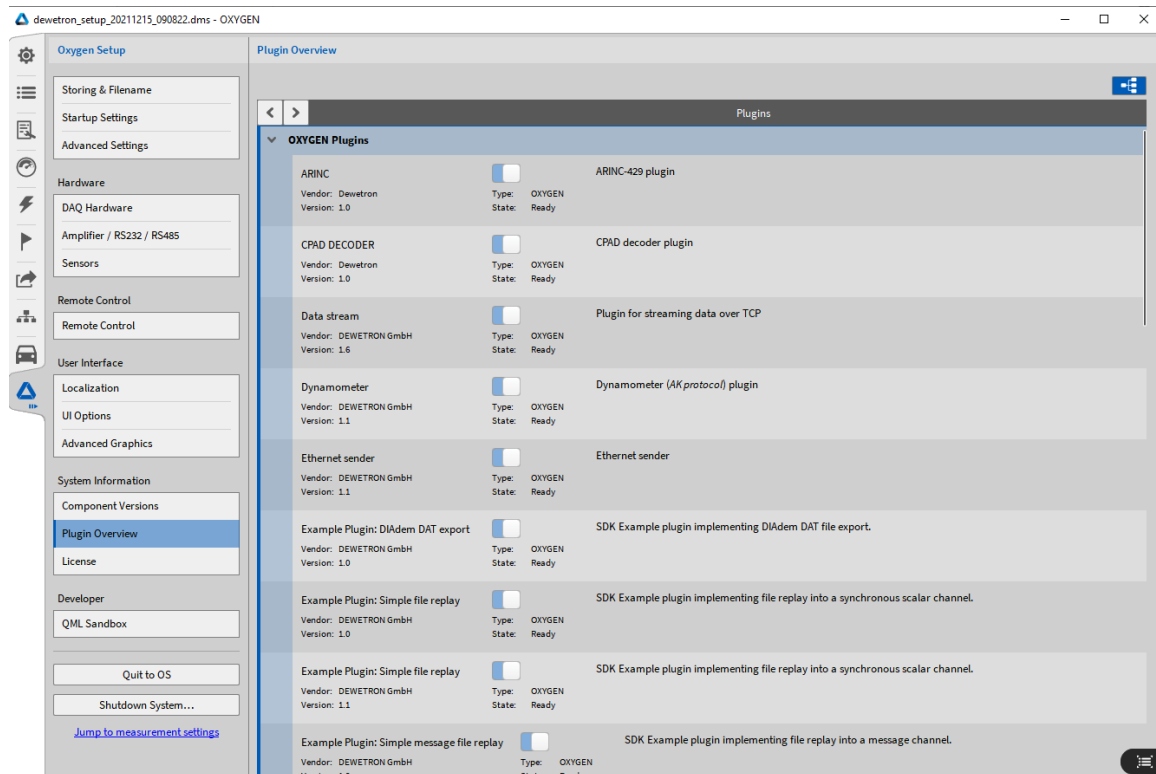 dewetron_setup_20211215_090822.dms - OXYGEN
Oxygen Setup
Storing & Filename
Startup Settings
Advanced Settings
Hardware
DAQ Hardware
Amplifier / RS232 / RS485
Sensors
Remote Control
Remote Control
User Interface
Localization
UI Options
Advanced Graphics
System Information
Component Versions
Plugin Overview
License
Developer
QML Sandbox
Quit to OS
Shutdown System...
Jump to measurement settings
Plugin Overview
Plugins
OXYGEN Plugins
ARINC
ARINC-429 plugin
Vendor: Dewetron Type: OXYGEN
Version: 1.0 State: Ready
CPAD DECODER
CPAD decoder plugin
Vendor: Dewetron Type: OXYGEN
Version: 1.0 State: Ready
Data stream
Plugin for streaming data over TCP
Vendor: DEWETRON GmbH Type: OXYGEN
Version: 1.6 State: Ready
Dynamometer
Dynamometer (AK protocol) plugin
Vendor: DEWETRON GmbH Type: OXYGEN
Version: 1.1 State: Ready
Ethernet sender
Ethernet sender
Vendor: DEWETRON GmbH Type: OXYGEN
Version: 1.1 State: Ready
Example Plugin: DIAdem DAT export
SDK Example plugin implementing DIAdem DAT file export.
Vendor: DEWETRON GmbH Type: OXYGEN
Version: 1.0 State: Ready
Example Plugin: Simple file replay
SDK Example plugin implementing file replay into a synchronous scalar channel.
Vendor: DEWETRON GmbH Type: OXYGEN
Version: 1.0 State: Ready
Example Plugin: Simple file replay
SDK Example plugin implementing file replay into a synchronous scalar channel.
Vendor: DEWETRON GmbH Type: OXYGEN
Version: 1.1 State: Ready
Example Plugin: Simple message file replay
SDK Example plugin implementing file replay into a message channel.
Vendor: DEWETRON GmbH Type: OXYGEN